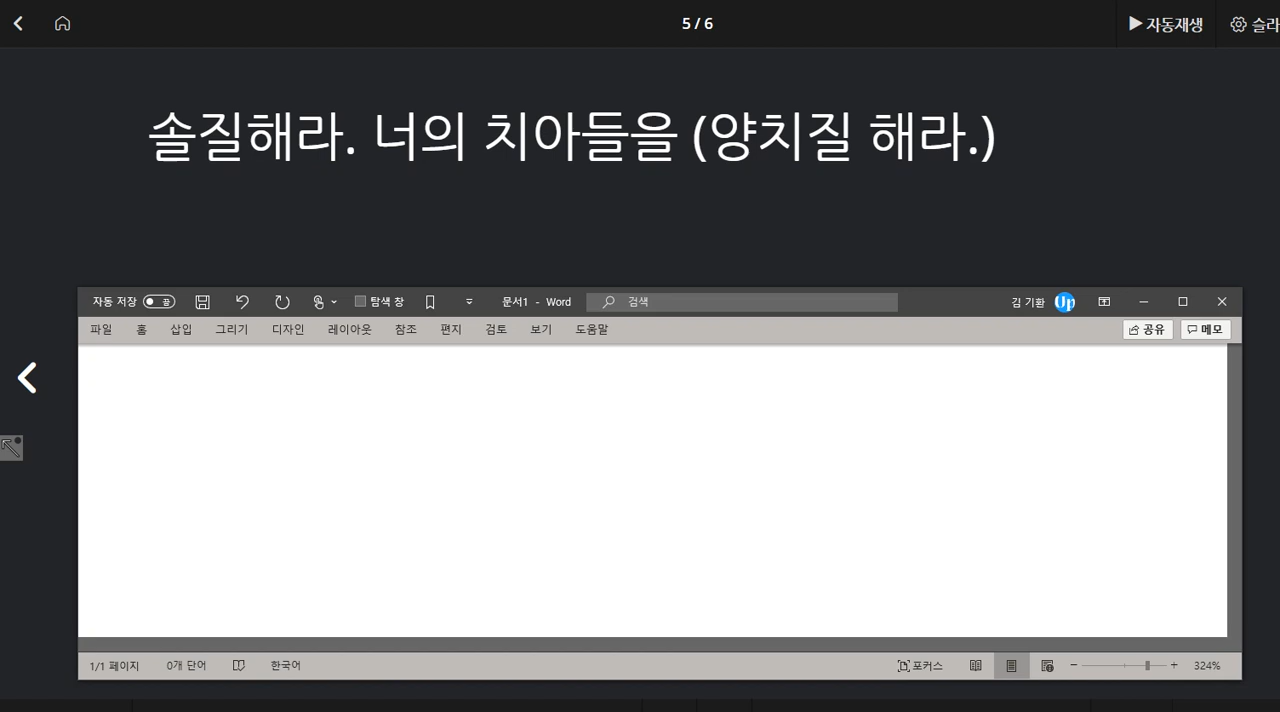 5 / 6
자동재생
슬라
솔질해라. 너의 치아들을 (양치질 해라.)
자동 저장 끔 탐색 창 문서1 - Word 검색 김 기환 Up
파일 홈 삽입 그리기 디자인 레이아웃 참조 편지 검토 보기 도움말 공유 메모
1/1 페이지 0개 단어 한국어 포커스 324%